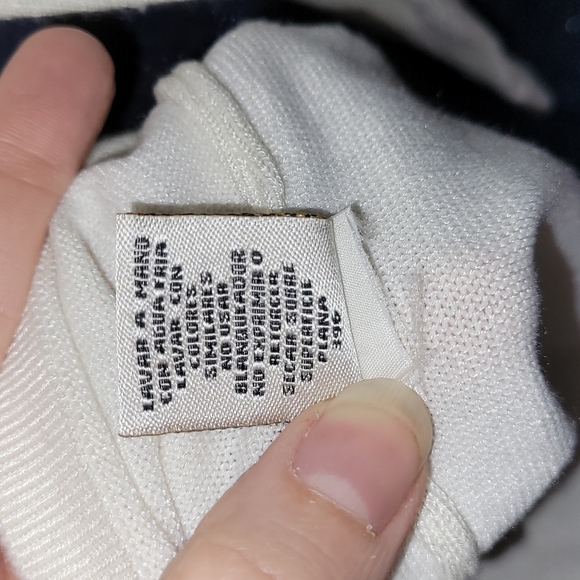 LAVAR A MANO
CON AGUA FRIA
LAVAR CON
COLORES
SIMILARES
NO USAR
BLANQUEADOR
NO EXPRIMIR O
RETORCER
SECAR SOBRE
SUPERFICIE
PLANA